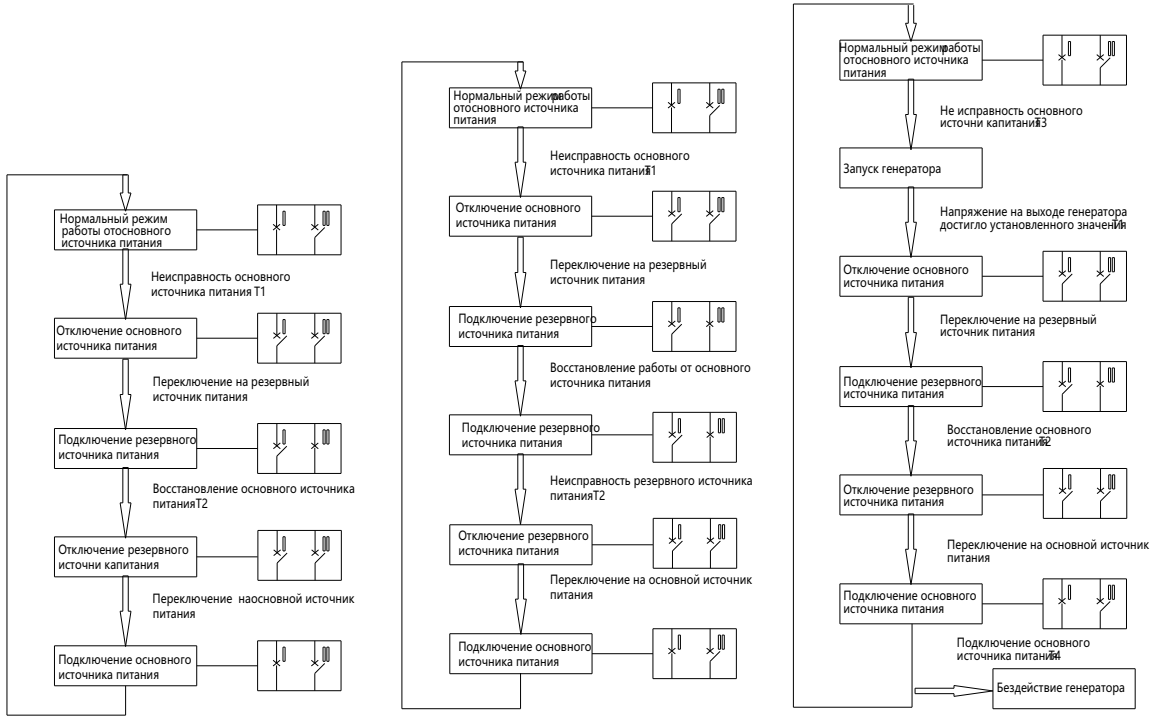 Нормальный режим
работы отосновного
источника питания
Неисправность основного
источника питания T1
Отключение основного
источника питания
Переключение на резервный
источник питания
Подключение резервного
источника питания
Восстановление основного источника
питанияT2
Отключение резервного
источни капитания
Переключение наосновной источник
питания
Подключение основного
источника питания
Нормальный режим работы
отосновного источника
питания
Неисправность основного
источника питания T1
Отключение основного
источника питания
Переключение на резервный
источник питания
Подключение резервного
источника питания
Восстановление работы от основного
источника питания
Подключение резервного
источника питания
Неисправность резервного источника
питанияT2
Отключение резервного
источника питания
Переключение на основной источник
питания
Подключение основного
источника питания
Нормальный режим работы
отосновного источника
питания
Не исправность основного
источни капитания T3
Запуск генератора
Напряжение на выходе генератора
достигло установленного значения
Отключение основного
источника питания
Переключение на резервный
источник питания
Подключение резервного
источника питания
Восстановление основного
источника питания T2
Отключение резервного
источника питания
Переключение на основной источник
питания
Подключение основного
источника питания
Подключение основного
источника питания T4
Бездействие генератора